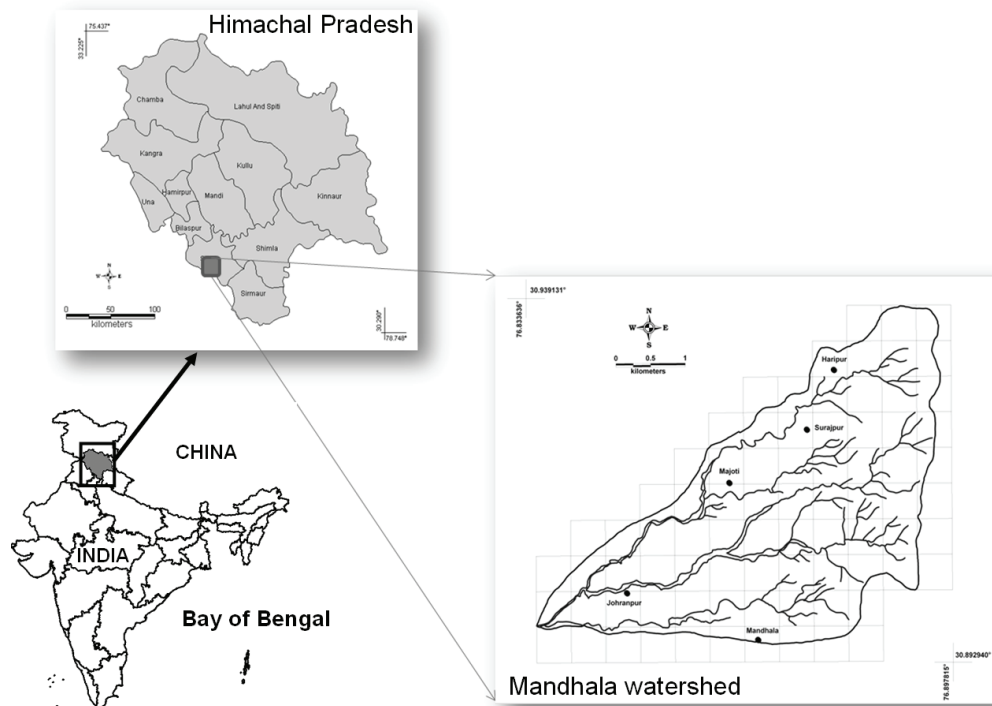 Himachal Pradesh
75.437°
33.225°
Chamba
Lahul And Spiti
Kangra
Kullu
Hamirpur
Mandi
Kinnaur
Una
Bilaspur
Shimla
Sirmaur
N
W E
S
0 50 100
kilometers
30.290°
78.748°
CHINA
INDIA
Bay of Bengal
30.939131°
76.833636°
N
W E
S
0 0.5 1
kilometers
Haripur
Surajpur
Majoti
Johranpur
Mandhala
30.892940°
76.897815°
Mandhala watershed